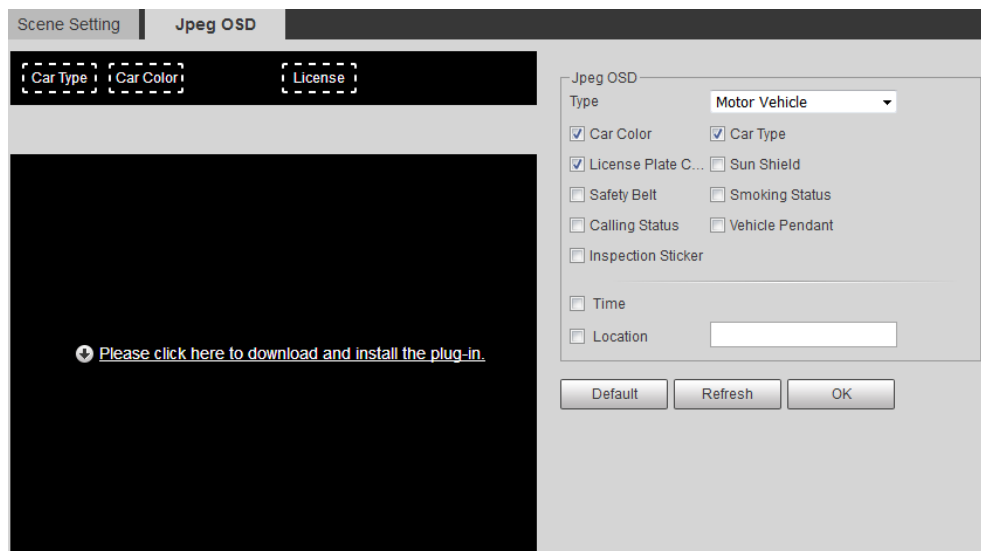 Scene Setting Jpeg OSD
Car Type Car Color License
Jpeg OSD
Type Motor Vehicle
Car Color Car Type
License Plate C... Sun Shield
Safety Belt Smoking Status
Calling Status Vehicle Pendant
Inspection Sticker
Time
Location
Please click here to download and install the plug-in.
Default Refresh OK